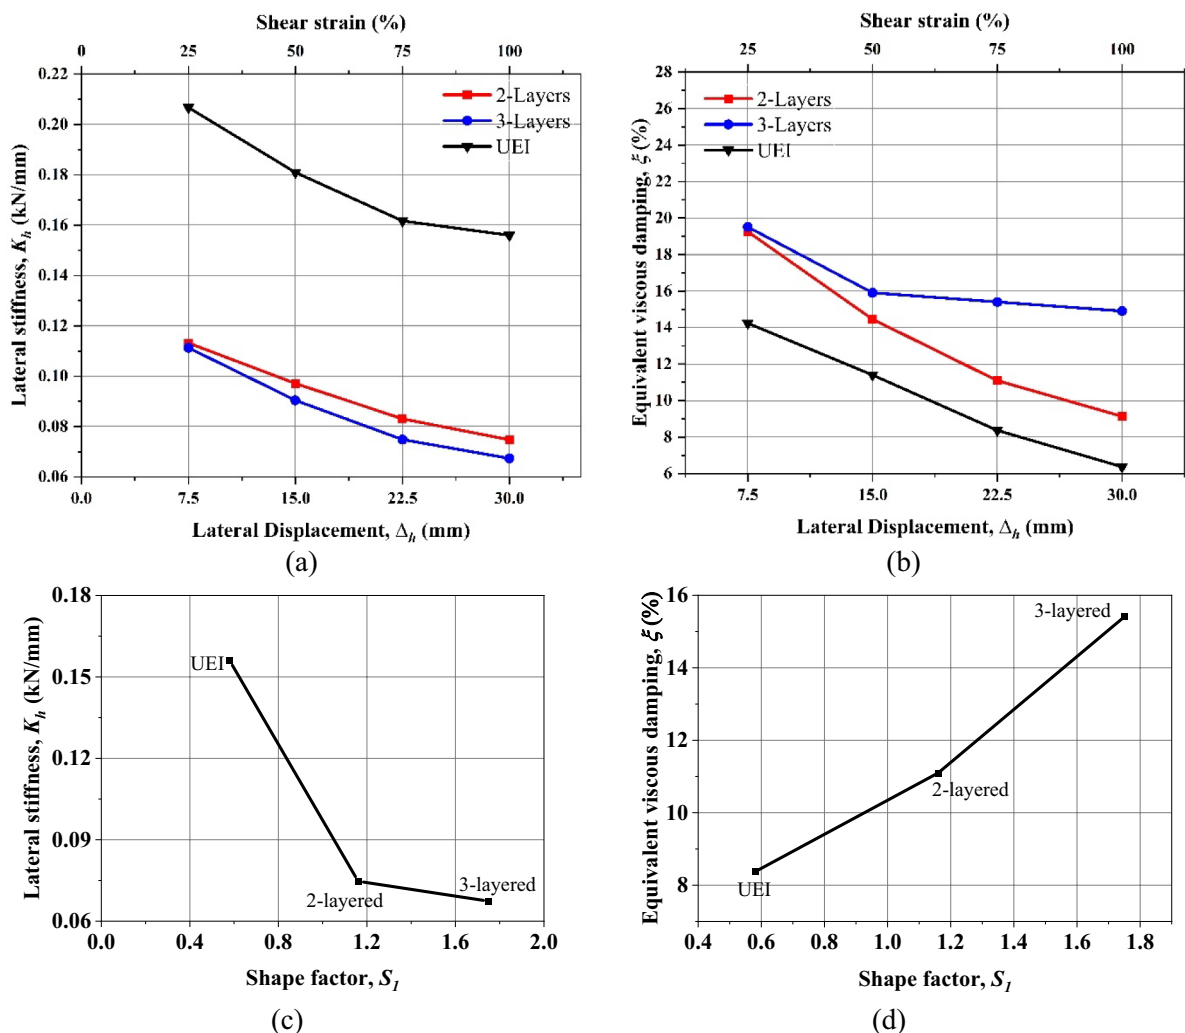 Shear strain (%)
0 25 50 75 100
0.22
0.20
0.18
0.16
0.14
0.12
0.10
0.08
0.06
Lateral stiffness, K_h (kN/mm)
2-Layers
3-Layers
UEI
0.0 7.5 15.0 22.5 30.0
Lateral Displacement, Δ_h (mm)
(a)
Shear strain (%)
25 50 75 100
28
26
24
22
20
18
16
14
12
10
8
6
Equivalent viscous damping, ξ (%)
2-Layers
3-Layers
UEI
7.5 15.0 22.5 30.0
Lateral Displacement, Δ_h (mm)
(b)
0.18
0.15
0.12
0.09
0.06
Lateral stiffness, K_h (kN/mm)
UEI
2-layered
3-layered
0.0 0.4 0.8 1.2 1.6 2.0
Shape factor, S_1
(c)
16
14
12
10
8
Equivalent viscous damping, ξ (%)
3-layered
2-layered
UEI
0.4 0.6 0.8 1.0 1.2 1.4 1.6 1.8
Shape factor, S_1
(d)